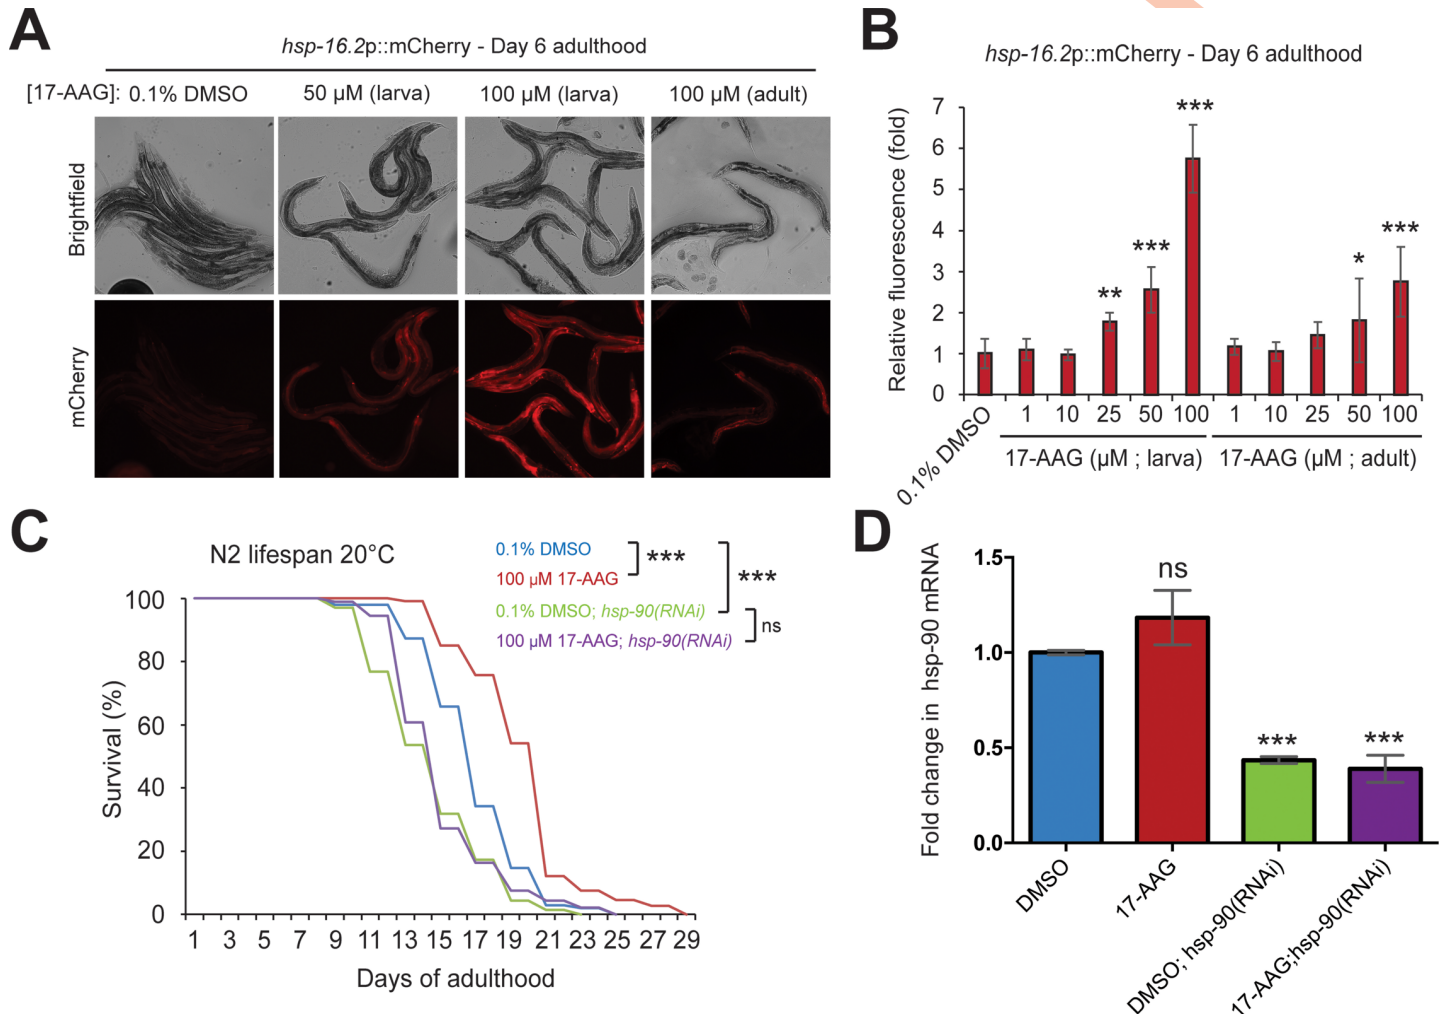 A
hsp-16.2p::mCherry - Day 6 adulthood
[17-AAG]: 0.1% DMSO 50 µM (larva) 100 µM (larva) 100 µM (adult)
Brightfield
mCherry
B
hsp-16.2p::mCherry - Day 6 adulthood
Relative fluorescence (fold)
7
6
5
4
3
2
1
0
** *** *** * ***
0.1% DMSO 1 10 25 50 100 1 10 25 50 100
17-AAG (µM ; larva) 17-AAG (µM ; adult)
C
N2 lifespan 20°C
0.1% DMSO
100 µM 17-AAG
0.1% DMSO; hsp-90(RNAi)
100 µM 17-AAG; hsp-90(RNAi)
***
***
ns
Survival (%)
100
80
60
40
20
0
1 3 5 7 9 11 13 15 17 19 21 23 25 27 29
Days of adulthood
D
Fold change in hsp-90 mRNA
1.5
1.0
0.5
0.0
ns
*** ***
DMSO
17-AAG
DMSO; hsp-90(RNAi)
17-AAG;hsp-90(RNAi)